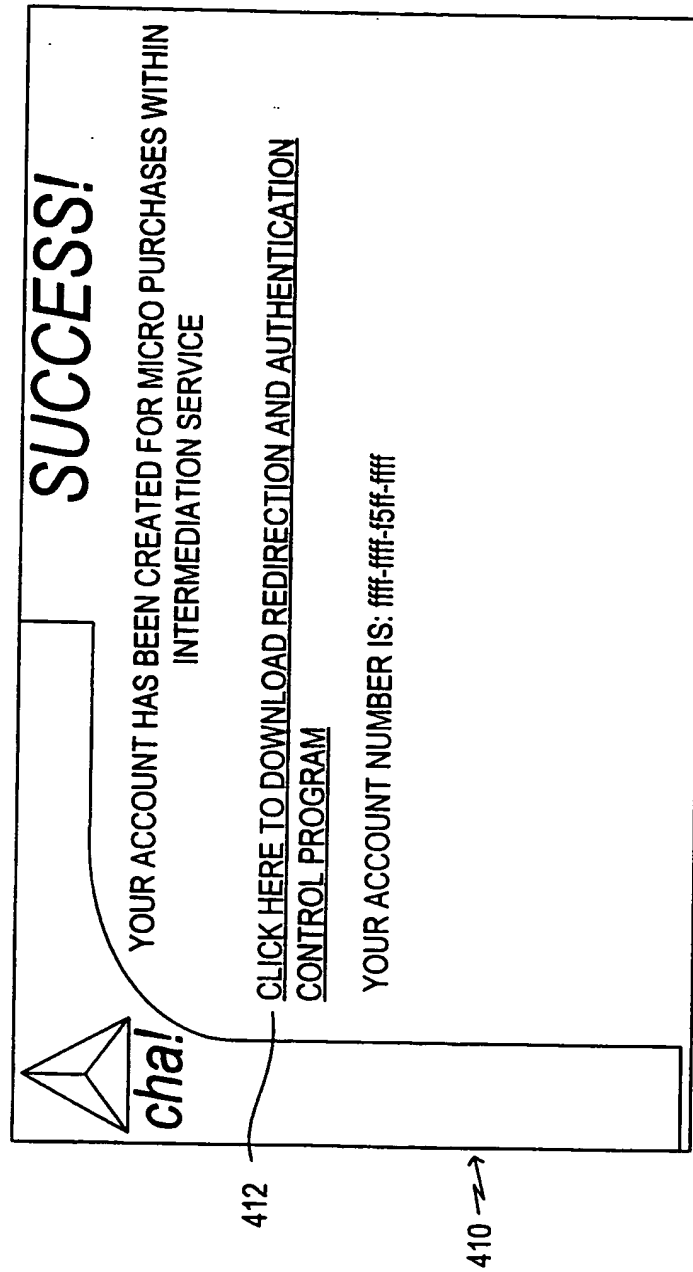 cha!
SUCCESS!
YOUR ACCOUNT HAS BEEN CREATED FOR MICRO PURCHASES WITHIN
INTERMEDIATION SERVICE
412
CLICK HERE TO DOWNLOAD REDIRECTION AND AUTHENTICATION
CONTROL PROGRAM
YOUR ACCOUNT NUMBER IS: ffff-ffff-f5ff-ffff
410